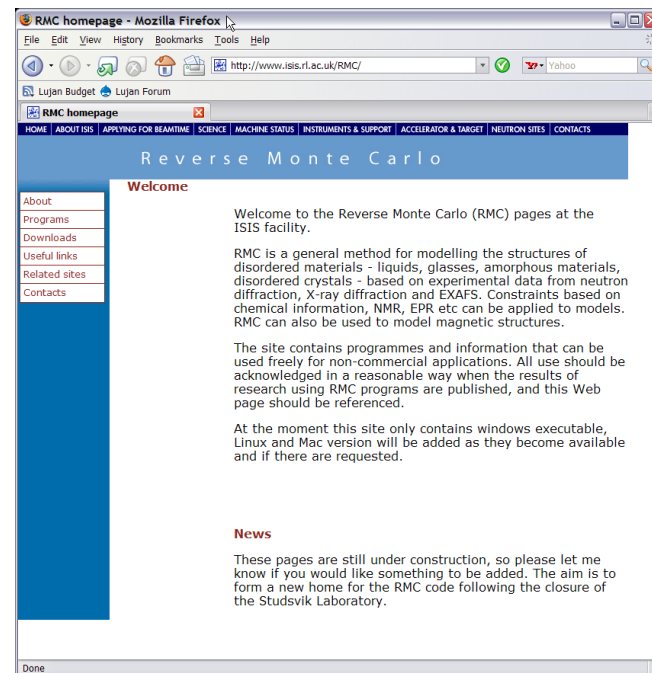 RMC homepage - Mozilla Firefox
File Edit View History Bookmarks Tools Help
http://www.isis.rl.ac.uk/RMC/ Yahoo
Lujan Budget Lujan Forum
RMC homepage
HOME ABOUT ISIS APPLYING FOR BEAMTIME SCIENCE MACHINE STATUS INSTRUMENTS & SUPPORT ACCELERATOR & TARGET NEUTRON SITES CONTACTS
Reverse Monte Carlo
Welcome
About
Programs
Downloads
Useful links
Related sites
Contacts
Welcome to the Reverse Monte Carlo (RMC) pages at the
ISIS facility.
RMC is a general method for modelling the structures of
disordered materials - liquids, glasses, amorphous materials,
disordered crystals - based on experimental data from neutron
diffraction, X-ray diffraction and EXAFS. Constraints based on
chemical information, NMR, EPR etc can be applied to models.
RMC can also be used to model magnetic structures.
The site contains programmes and information that can be
used freely for non-commercial applications. All use should be
acknowledged in a reasonable way when the results of
research using RMC programs are published, and this Web
page should be referenced.
At the moment this site only contains windows executable,
Linux and Mac version will be added as they become available
and if there are requested.
News
These pages are still under construction, so please let me
know if you would like something to be added. The aim is to
form a new home for the RMC code following the closure of
the Studsvik Laboratory.
Done